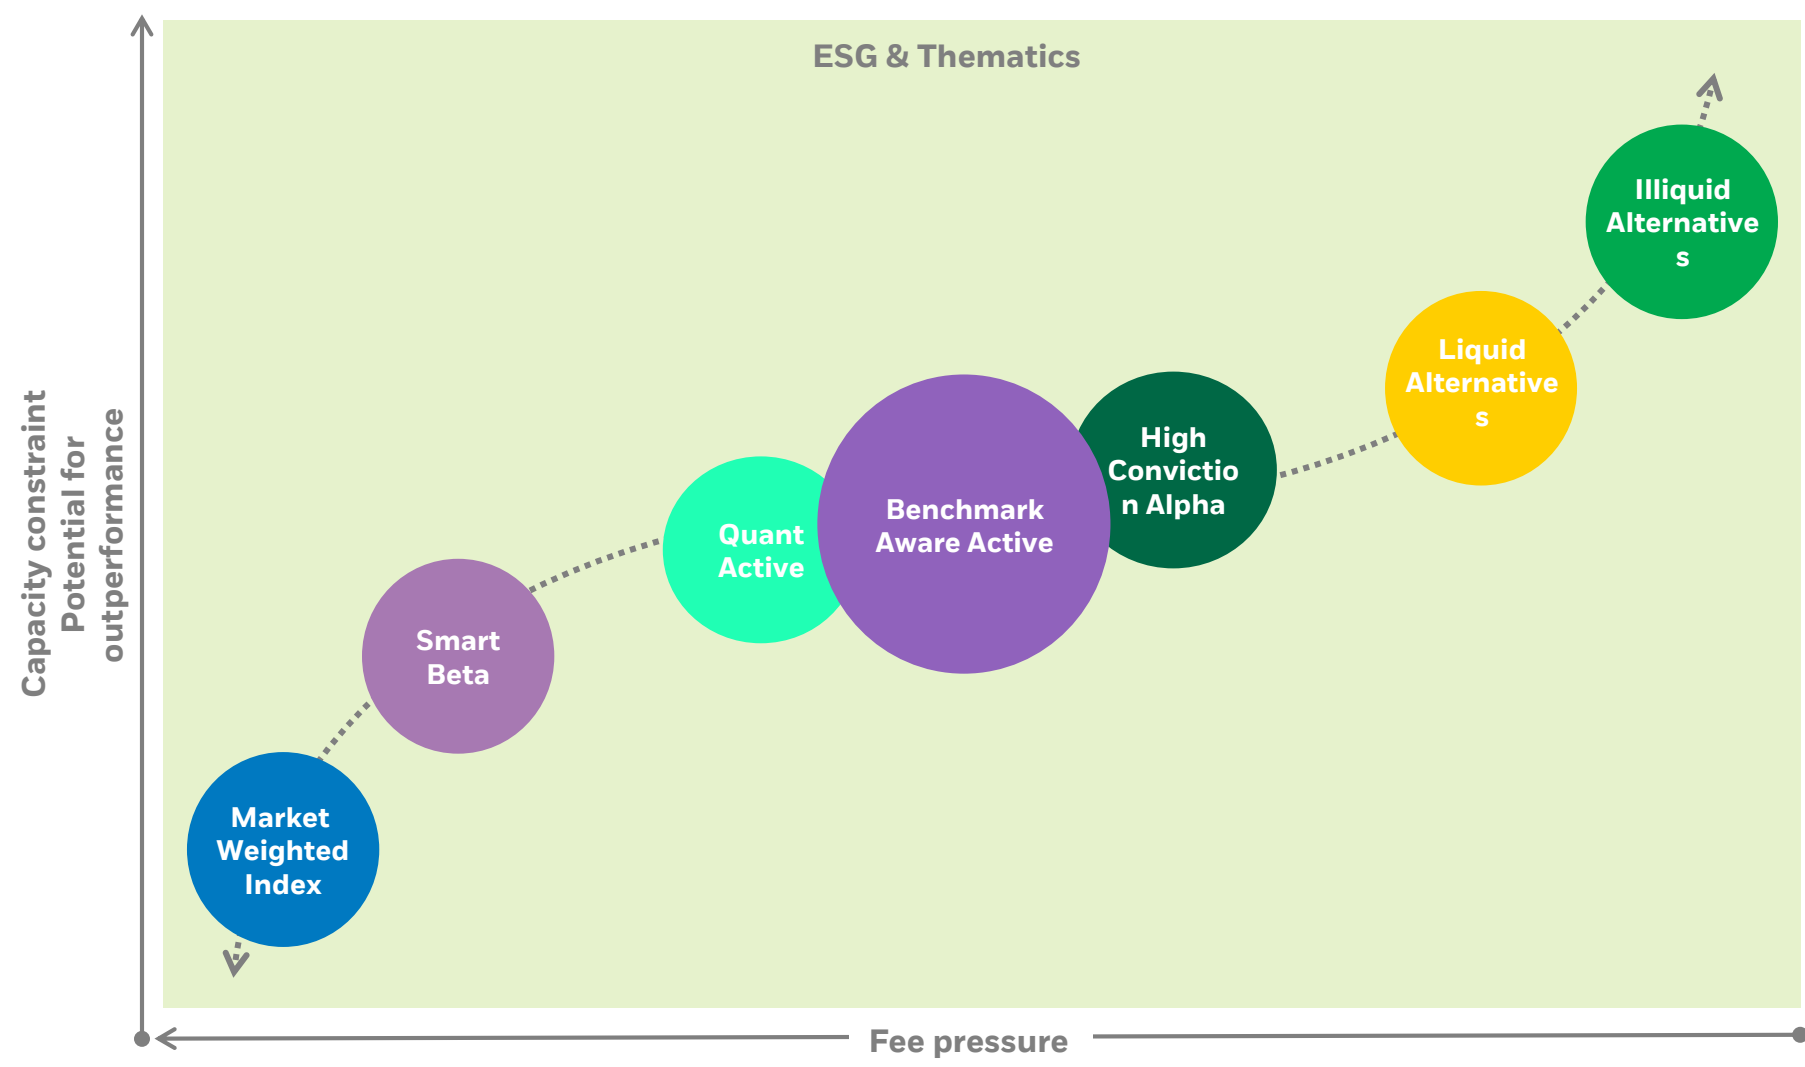 ESG & Thematics
Illiquid
Alternative
s
Liquid
Alternative
s
High
Convictio
n Alpha
Benchmark
Aware Active
Quant
Active
Smart
Beta
Market
Weighted
Index
Capacity constraint
Potential for
outperformance
Fee pressure